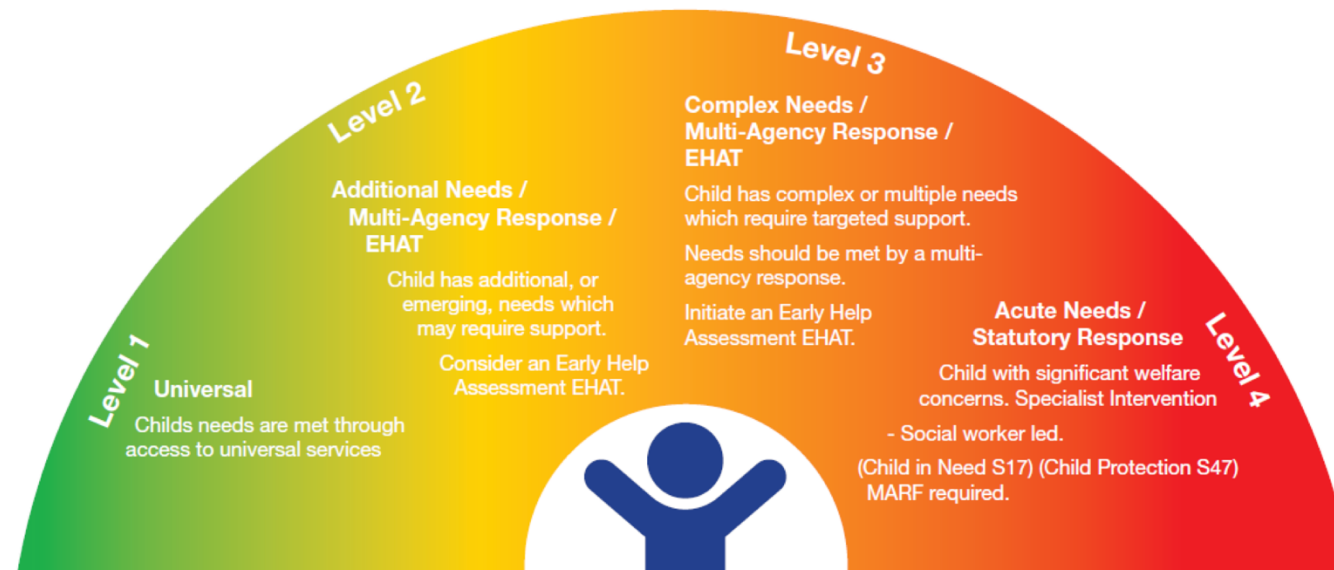 Level 1
Universal
Childs needs are met through
access to universal services
Level 2
Additional Needs /
Multi-Agency Response /
EHAT
Child has additional, or
emerging, needs which
may require support.
Consider an Early Help
Assessment EHAT.
Level 3
Complex Needs /
Multi-Agency Response /
EHAT
Child has complex or multiple needs
which require targeted support.
Needs should be met by a multi-
agency response.
Initiate an Early Help
Assessment EHAT.
Level 4
Acute Needs /
Statutory Response
Child with significant welfare
concerns. Specialist Intervention
- Social worker led.
(Child in Need S17) (Child Protection S47)
MARF required.